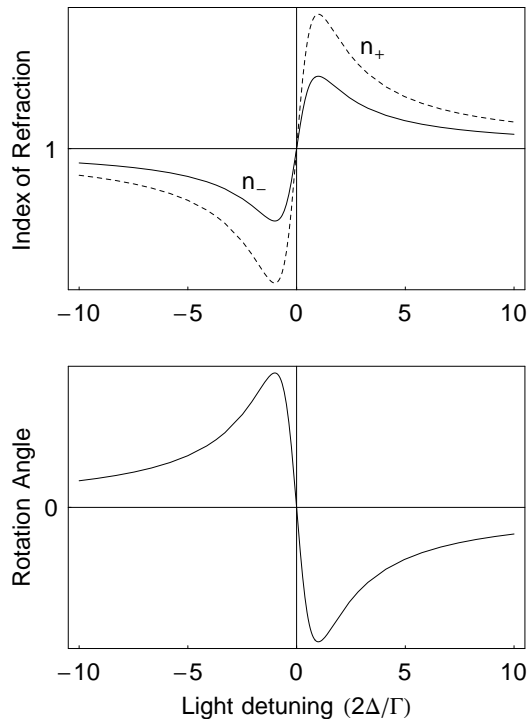 Index of Refraction
n₊
1
n₋
−10 −5 0 5 10
Rotation Angle
0
−10 −5 0 5 10
Light detuning (2Δ/Γ)